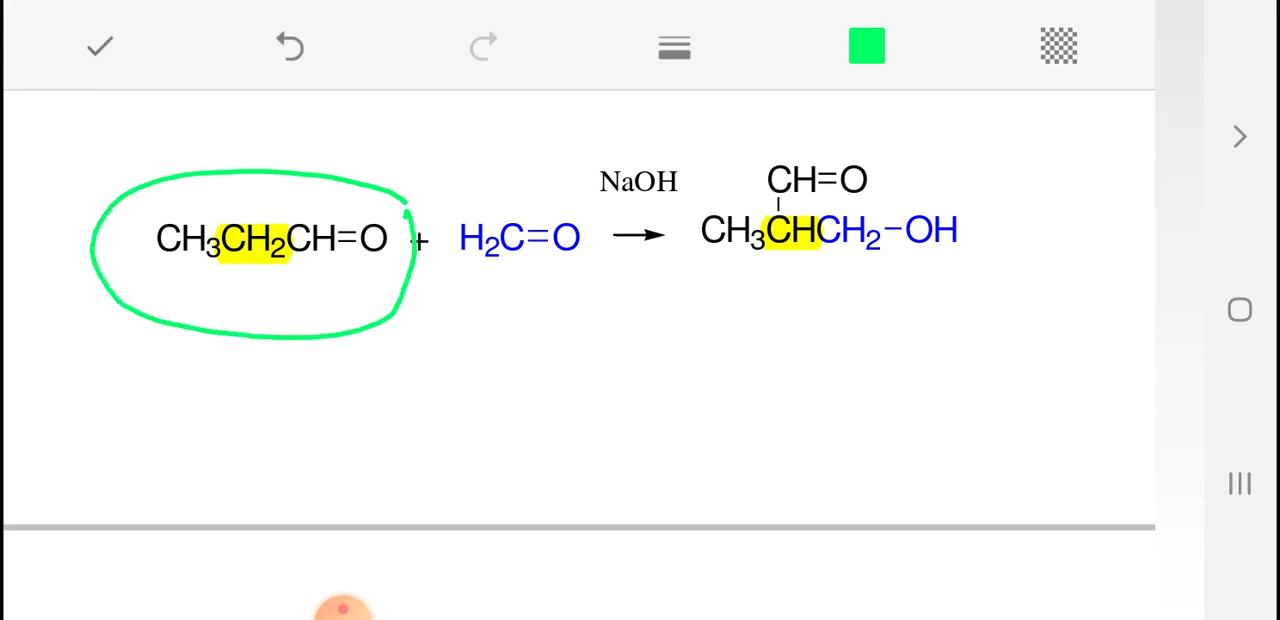 NaOH
CH=O
CH₃CH₂CH=O + H₂C=O → CH₃CHCH₂-OH